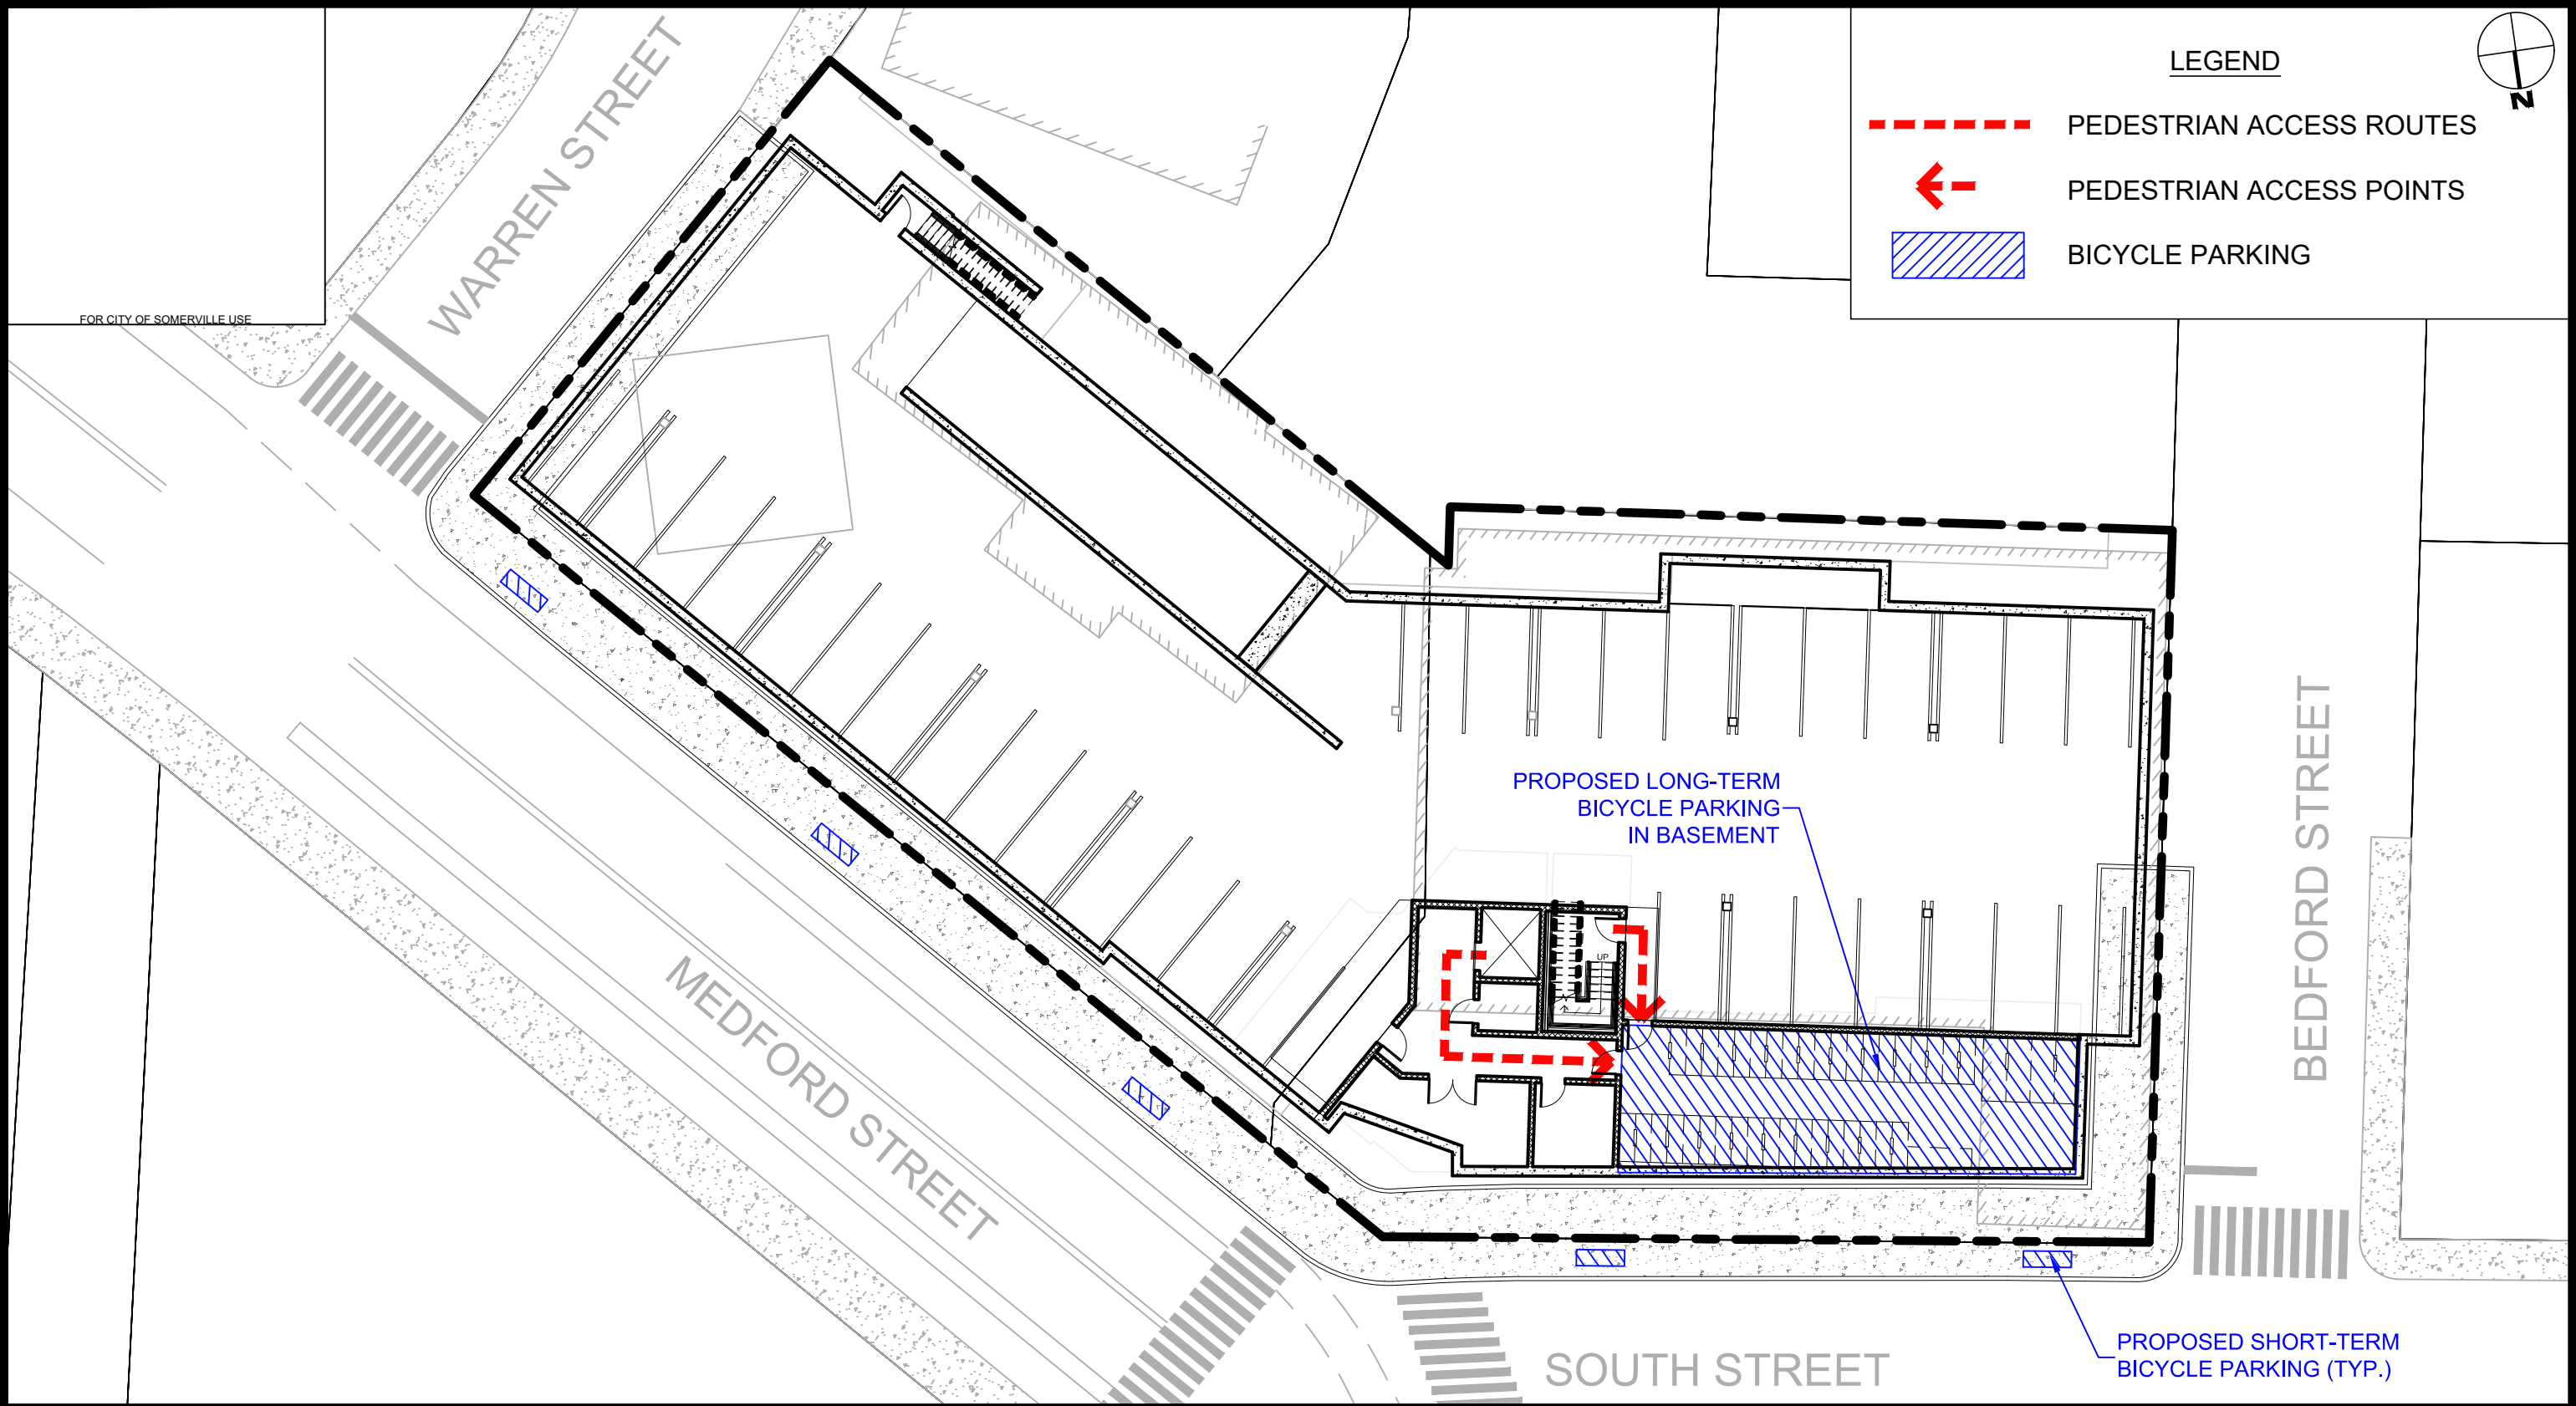 LEGEND
N
PEDESTRIAN ACCESS ROUTES
PEDESTRIAN ACCESS POINTS
BICYCLE PARKING
WARREN STREET
FOR CITY OF SOMERVILLE USE
PROPOSED LONG-TERM
BICYCLE PARKING
IN BASEMENT
BEDFORD STREET
UP
MEDFORD STREET
PROPOSED SHORT-TERM
BICYCLE PARKING (TYP.)
SOUTH STREET